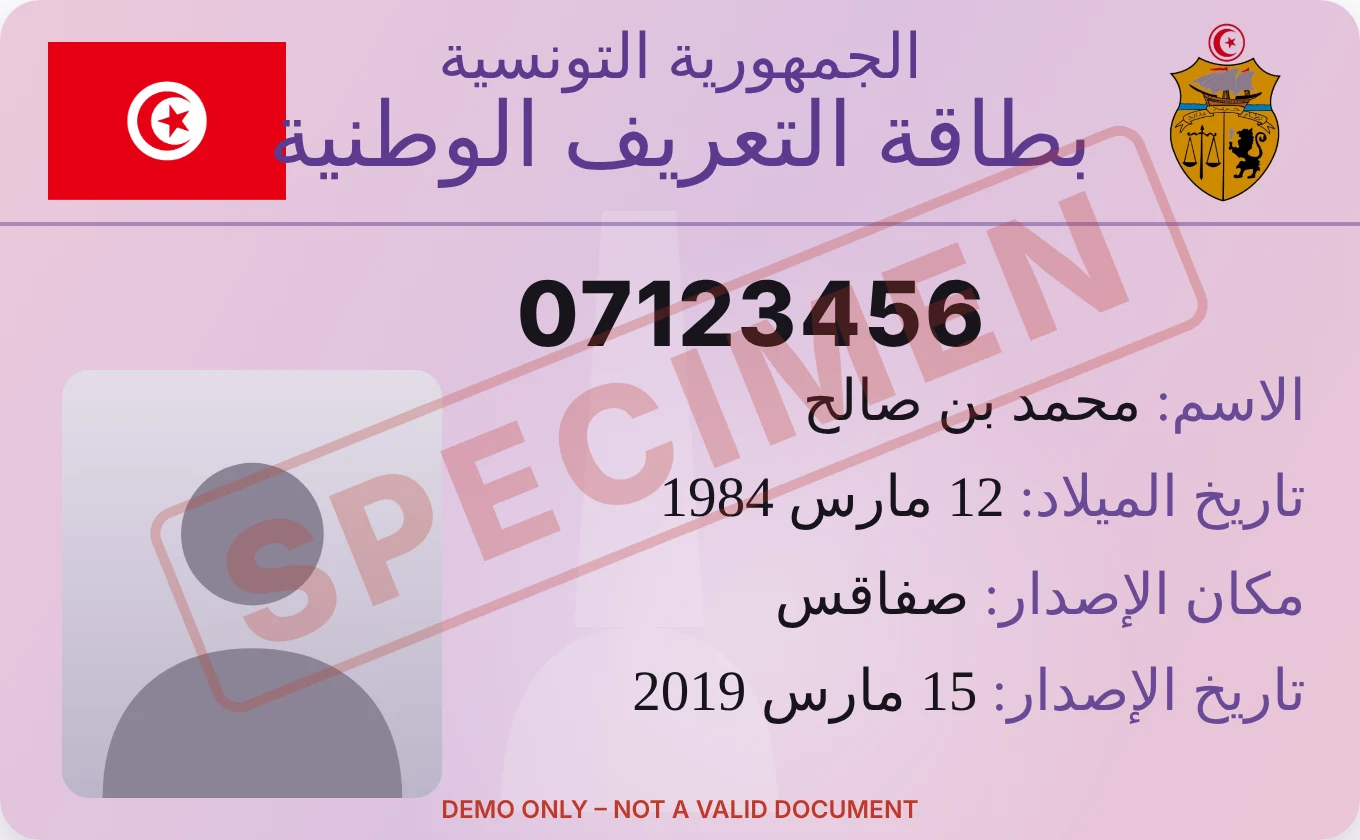 الجمهورية التونسية
بطاقة التعريف الوطنية
07123456
الاسم: محمد بن صالح
تاريخ الميلاد: 12 مارس 1984
مكان الإصدار: صفاقس
تاريخ الإصدار: 15 مارس 2019
SPECIMEN
DEMO ONLY – NOT A VALID DOCUMENT